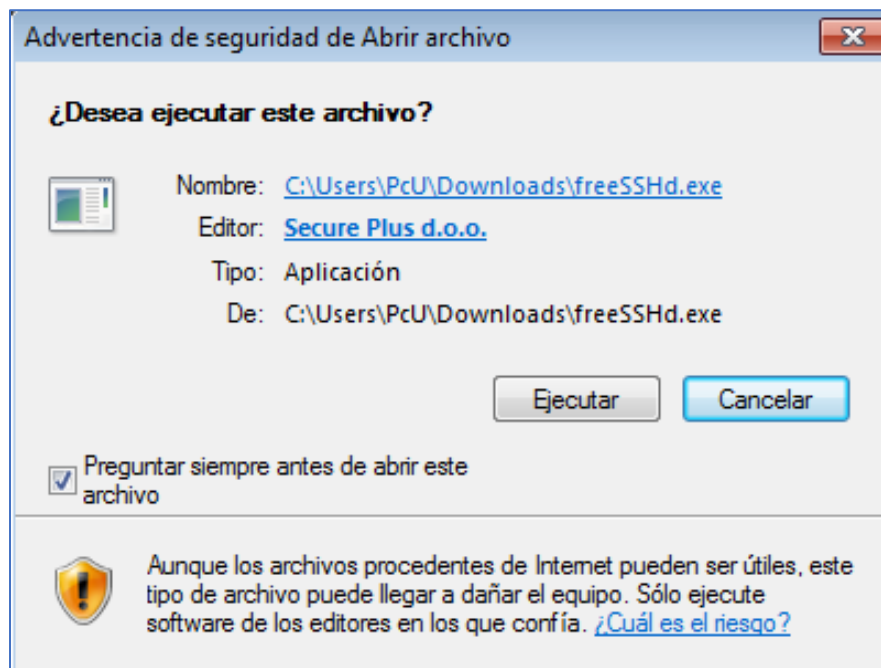 Advertencia de seguridad de Abrir archivo
¿Desea ejecutar este archivo?
Nombre: C:\Users\PcU\Downloads\freeSSHd.exe
Editor: Secure Plus d.o.o.
Tipo: Aplicación
De: C:\Users\PcU\Downloads\freeSSHd.exe
Ejecutar Cancelar
Preguntar siempre antes de abrir este
archivo
Aunque los archivos procedentes de Internet pueden ser útiles, este
tipo de archivo puede llegar a dañar el equipo. Sólo ejecute
software de los editores en los que confía. ¿Cuál es el riesgo?